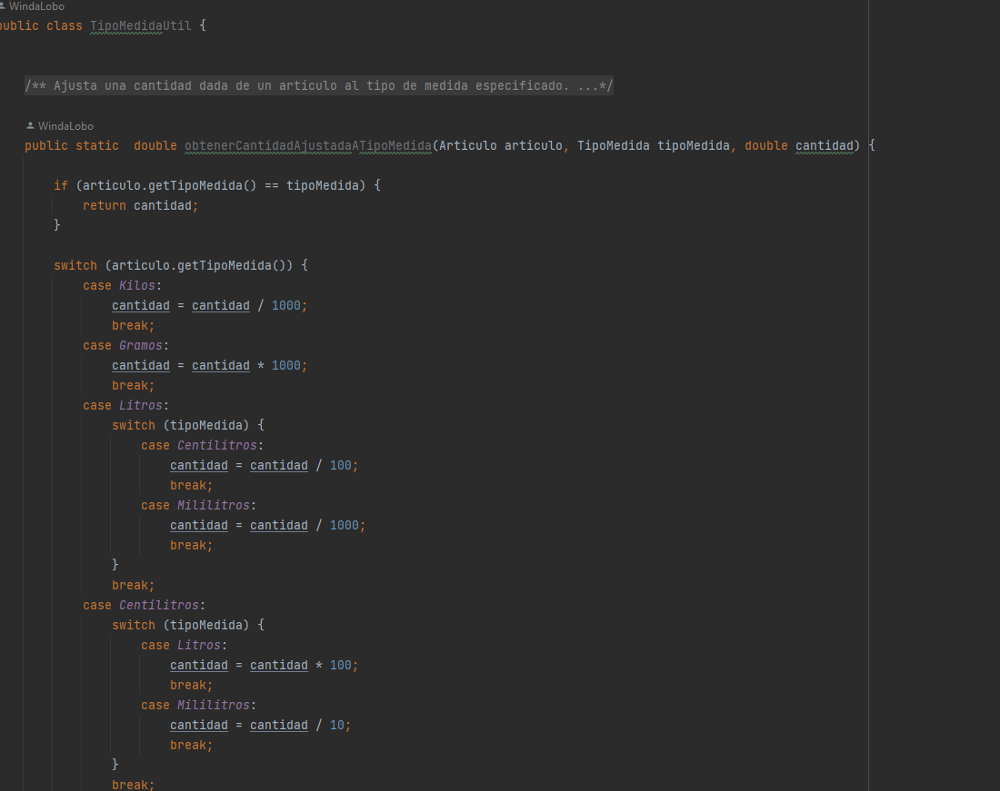 WindaLobo
public class TipoMedidaUtil {
/** Ajusta una cantidad dada de un articulo al tipo de medida especificado. ...*/
WindaLobo
public static  double obtenerCantidadAjustadaATipoMedida(Articulo articulo, TipoMedida tipoMedida, double cantidad) {
if (articulo.getTipoMedida() == tipoMedida) {
return cantidad;
}
switch (articulo.getTipoMedida()) {
case Kilos:
cantidad = cantidad / 1000;
break;
case Gramos:
cantidad = cantidad * 1000;
break;
case Litros:
switch (tipoMedida) {
case Centilitros:
cantidad = cantidad / 100;
break;
case Mililitros:
cantidad = cantidad / 1000;
break;
}
break;
case Centilitros:
switch (tipoMedida) {
case Litros:
cantidad = cantidad * 100;
break;
case Mililitros:
cantidad = cantidad / 10;
break;
}
break;